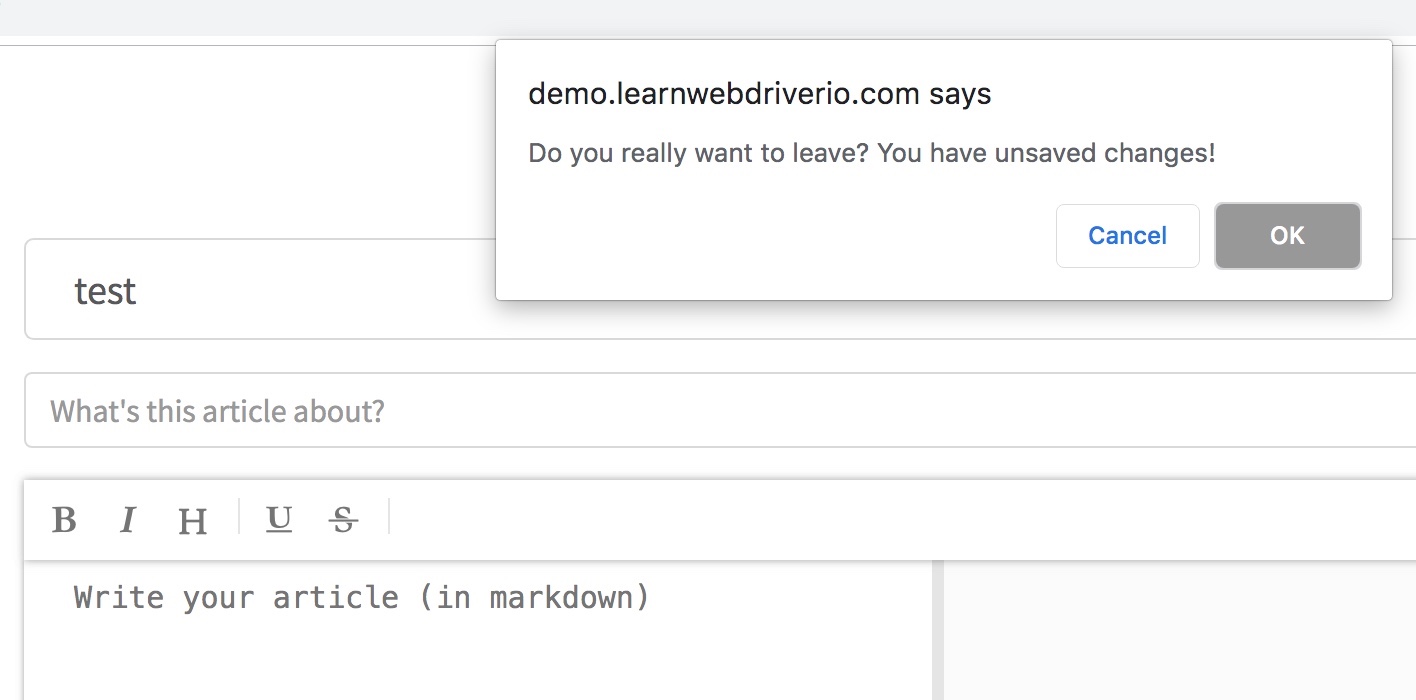 demo.learnwebdriverio.com says
Do you really want to leave? You have unsaved changes!
Cancel OK
test
What's this article about?
B I H U S
Write your article (in markdown)